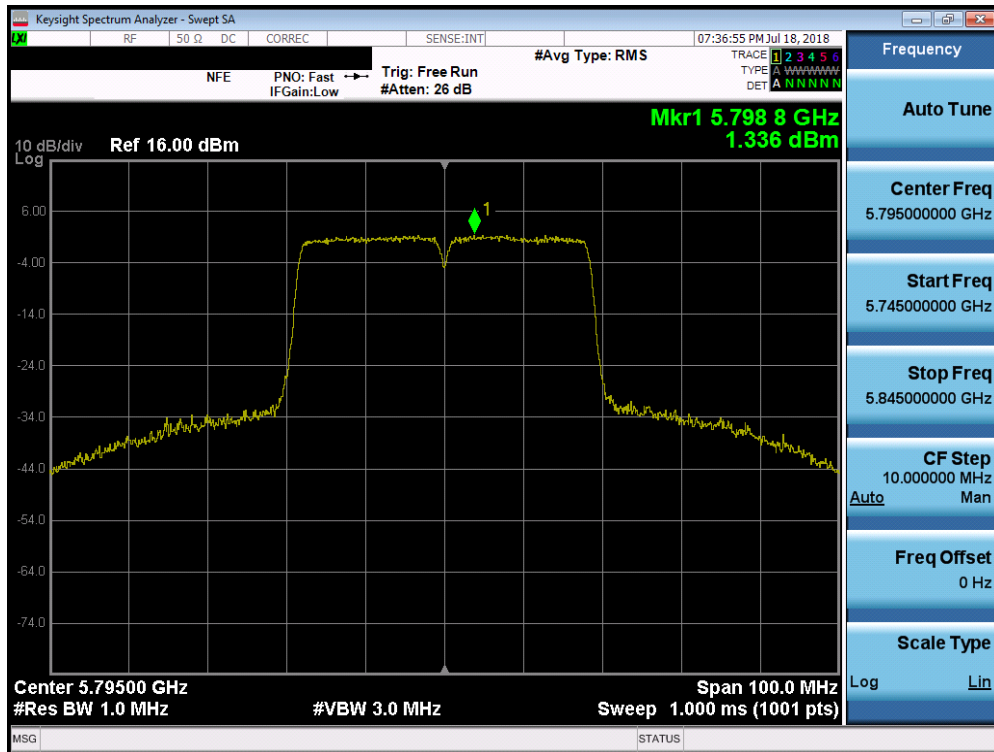 Keysight Spectrum Analyzer - Swept SA
LXI RF 50 Ω DC CORREC SENSE:INT 07:36:55 PM Jul 18, 2018
#Avg Type: RMS
TRACE 1 2 3 4 5 6
TYPE A WWWWW
DET A N N N N N
NFE
PNO: Fast
IFGain:Low
Trig: Free Run
#Atten: 26 dB
Mkr1 5.798 8 GHz
1.336 dBm
10 dB/div
Log
Ref 16.00 dBm
6.00
-4.00
-14.0
-24.0
-34.0
-44.0
-54.0
-64.0
-74.0
1
Center 5.79500 GHz
Span 100.0 MHz
#Res BW 1.0 MHz
#VBW 3.0 MHz
Sweep 1.000 ms (1001 pts)
MSG
STATUS
Frequency
Auto Tune
Center Freq
5.795000000 GHz
Start Freq
5.745000000 GHz
Stop Freq
5.845000000 GHz
CF Step
10.000000 MHz
Auto Man
Freq Offset
0 Hz
Scale Type
Log Lin